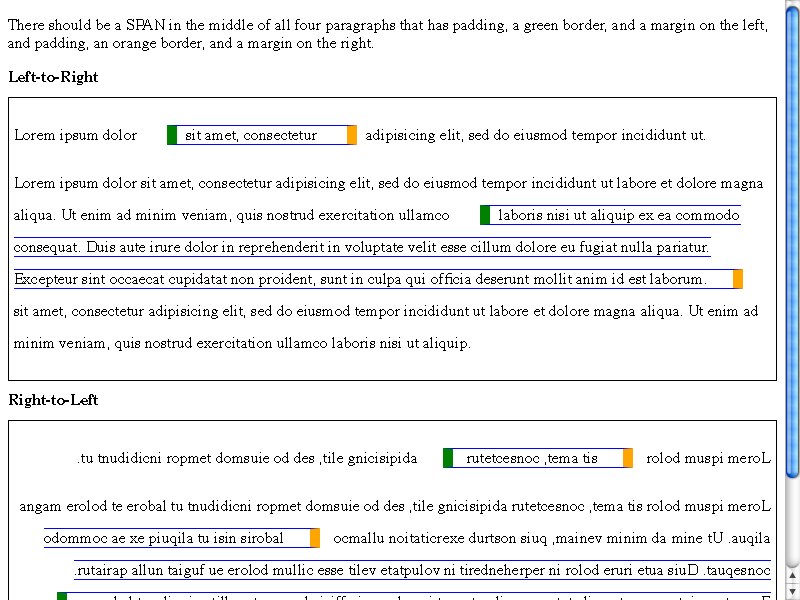 There should be a SPAN in the middle of all four paragraphs that has padding, a green border, and a margin on the left,
and padding, an orange border, and a margin on the right.
Left-to-Right
Lorem ipsum dolor sit amet, consectetur adipisicing elit, sed do eiusmod tempor incididunt ut.
Lorem ipsum dolor sit amet, consectetur adipisicing elit, sed do eiusmod tempor incididunt ut labore et dolore magna
aliqua. Ut enim ad minim veniam, quis nostrud exercitation ullamco laboris nisi ut aliquip ex ea commodo
consequat. Duis aute irure dolor in reprehenderit in voluptate velit esse cillum dolore eu fugiat nulla pariatur.
Excepteur sint occaecat cupidatat non proident, sunt in culpa qui officia deserunt mollit anim id est laborum.
sit amet, consectetur adipisicing elit, sed do eiusmod tempor incididunt ut labore et dolore magna aliqua. Ut enim ad
minim veniam, quis nostrud exercitation ullamco laboris nisi ut aliquip.
Right-to-Left
.tu tnudidicni ropmet domsuie od des ,tile gnicisipida rutetcesnoc ,tema tis rolod muspi meroL
angam erolod te erobal tu tnudidicni ropmet domsuie od des ,tile gnicisipida rutetcesnoc ,tema tis rolod muspi meroL
odommoc ae xe piuqila tu isin sirobal ocmallu noitaticrexe durtson siuq ,mainev minim da mine tU .auqila
.rutairap allun taiguf ue erolod mullic esse tilev etatpulov ni tiredneherper ni rolod eruri etua siuD .tauqesnoc